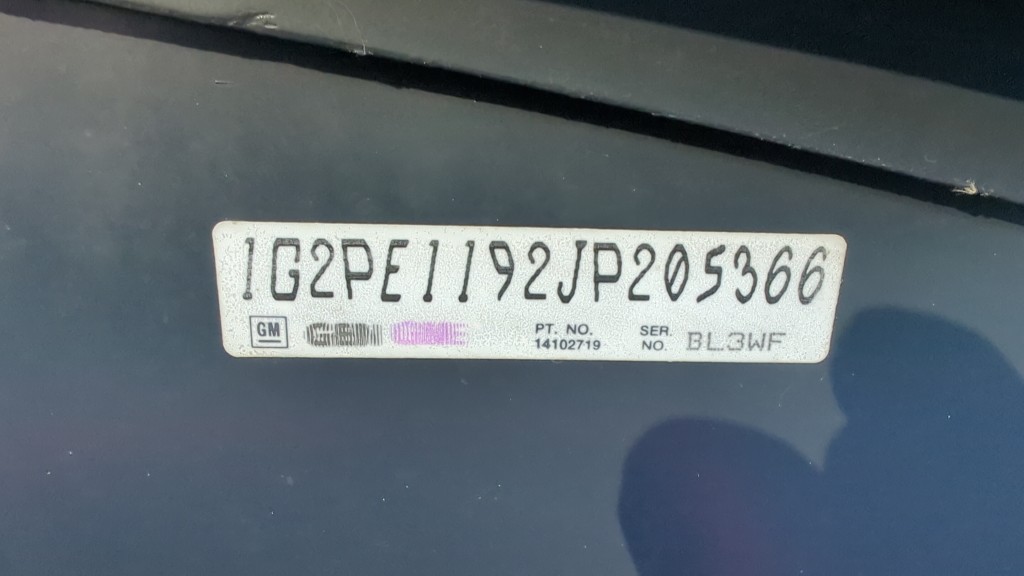 1G2PE1192JP205366
GM PT. NO. SER.
14102719 NO. BL3WF